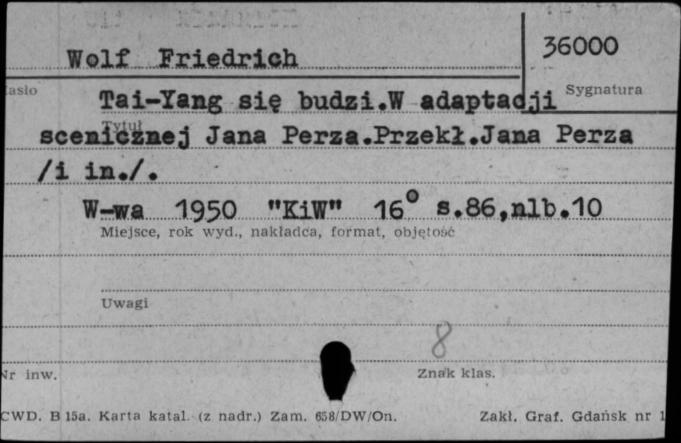 Wolf Friedrich
36000
asło
Sygnatura
Tai-Yang się budzi.W adaptacji
Tytuł
scenicznej Jana Perza.Przekł.Jana Perza
/i in./.
W-wa 1950 "KiW" 16° s.86,nlb.10
Miejsce, rok wyd., nakładca, format, objętość
Uwagi
8
Nr inw.
Znak klas.
CWD. B 15a. Karta katal. (z nadr.) Zam. 658/DW/On.
Zakł. Graf. Gdańsk nr 1